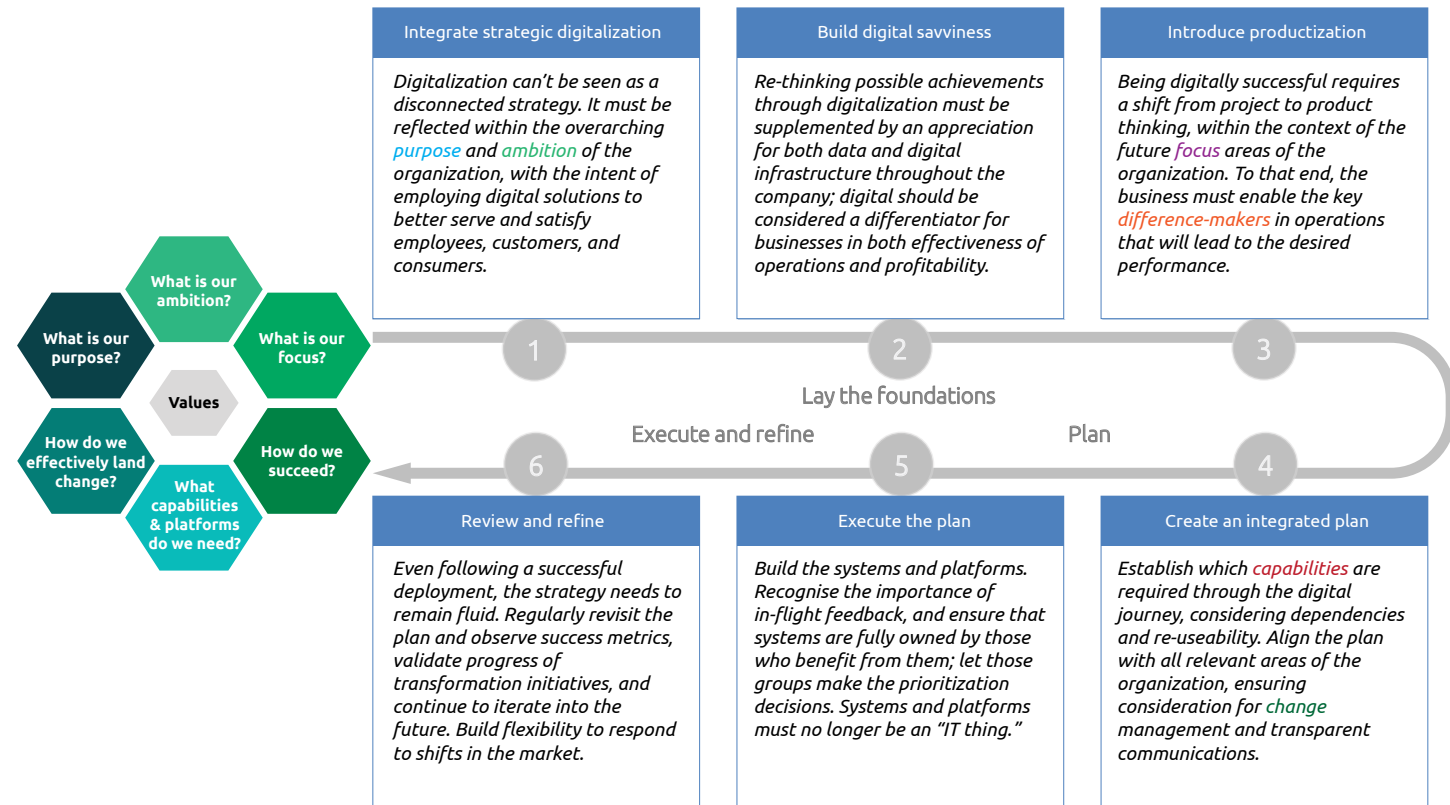 What is our
ambition?
What is our
purpose?
What is our
focus?
Values
How do we
effectively land
change?
How do we
succeed?
What
capabilities
& platforms
do we need?
Integrate strategic digitalization
Digitalization can’t be seen as a
disconnected strategy. It must be
reflected within the overarching
purpose and ambition of the
organization, with the intent of
employing digital solutions to
better serve and satisfy
employees, customers, and
consumers.
Build digital savviness
Re-thinking possible achievements
through digitalization must be
supplemented by an appreciation
for both data and digital
infrastructure throughout the
company; digital should be
considered a differentiator for
businesses in both effectiveness of
operations and profitability.
Introduce productization
Being digitally successful requires
a shift from project to product
thinking, within the context of the
future focus areas of the
organization. To that end, the
business must enable the key
difference-makers in operations
that will lead to the desired
performance.
1
2
3
Lay the foundations
Execute and refine
Plan
6
5
4
Review and refine
Even following a successful
deployment, the strategy needs to
remain fluid. Regularly revisit the
plan and observe success metrics,
validate progress of
transformation initiatives, and
continue to iterate into the
future. Build flexibility to respond
to shifts in the market.
Execute the plan
Build the systems and platforms.
Recognise the importance of
in-flight feedback, and ensure that
systems are fully owned by those
who benefit from them; let those
groups make the prioritization
decisions. Systems and platforms
must no longer be an “IT thing.”
Create an integrated plan
Establish which capabilities are
required through the digital
journey, considering dependencies
and re-useability. Align the plan
with all relevant areas of the
organization, ensuring
consideration for change
management and transparent
communications.